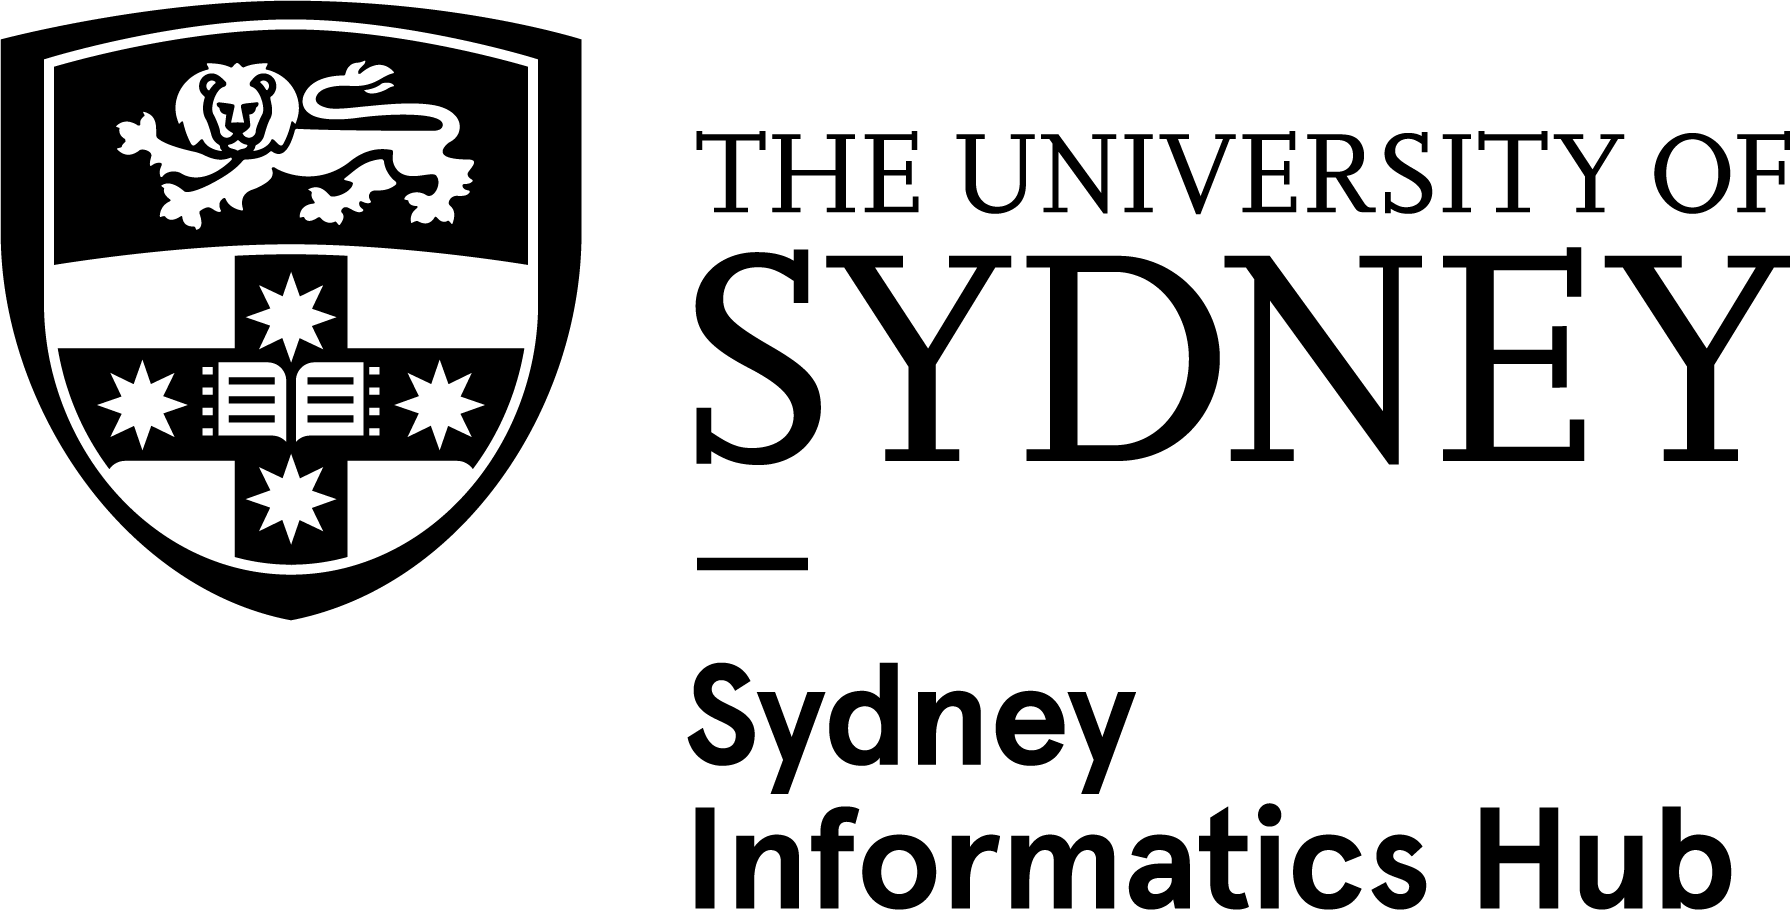 THE UNIVERSITY OF
SYDNEY
Sydney
Informatics Hub